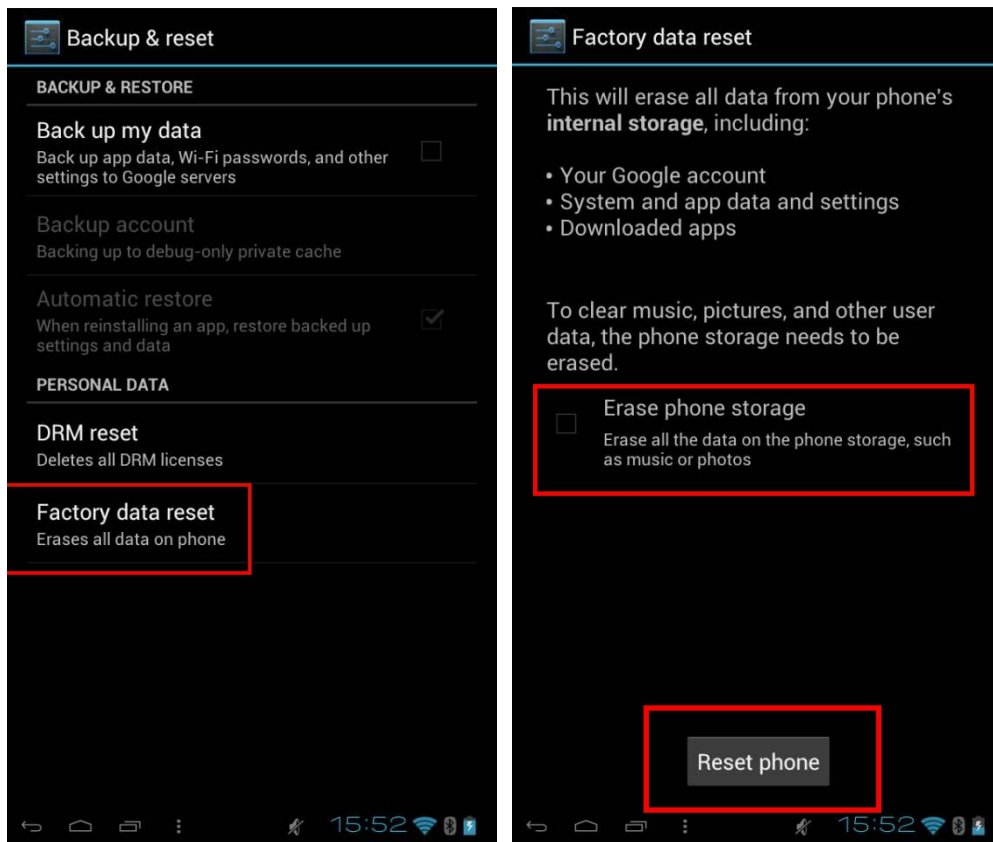 Backup & reset
BACKUP & RESTORE
Back up my data
Back up app data, Wi-Fi passwords, and other
settings to Google servers
Backup account
Backing up to debug-only private cache
Automatic restore
When reinstalling an app, restore backed up
settings and data
PERSONAL DATA
DRM reset
Deletes all DRM licenses
Factory data reset
Erases all data on phone
15:52
Factory data reset
This will erase all data from your phone's
internal storage, including:
• Your Google account
• System and app data and settings
• Downloaded apps
To clear music, pictures, and other user
data, the phone storage needs to be
erased.
Erase phone storage
Erase all the data on the phone storage, such
as music or photos
Reset phone
15:52